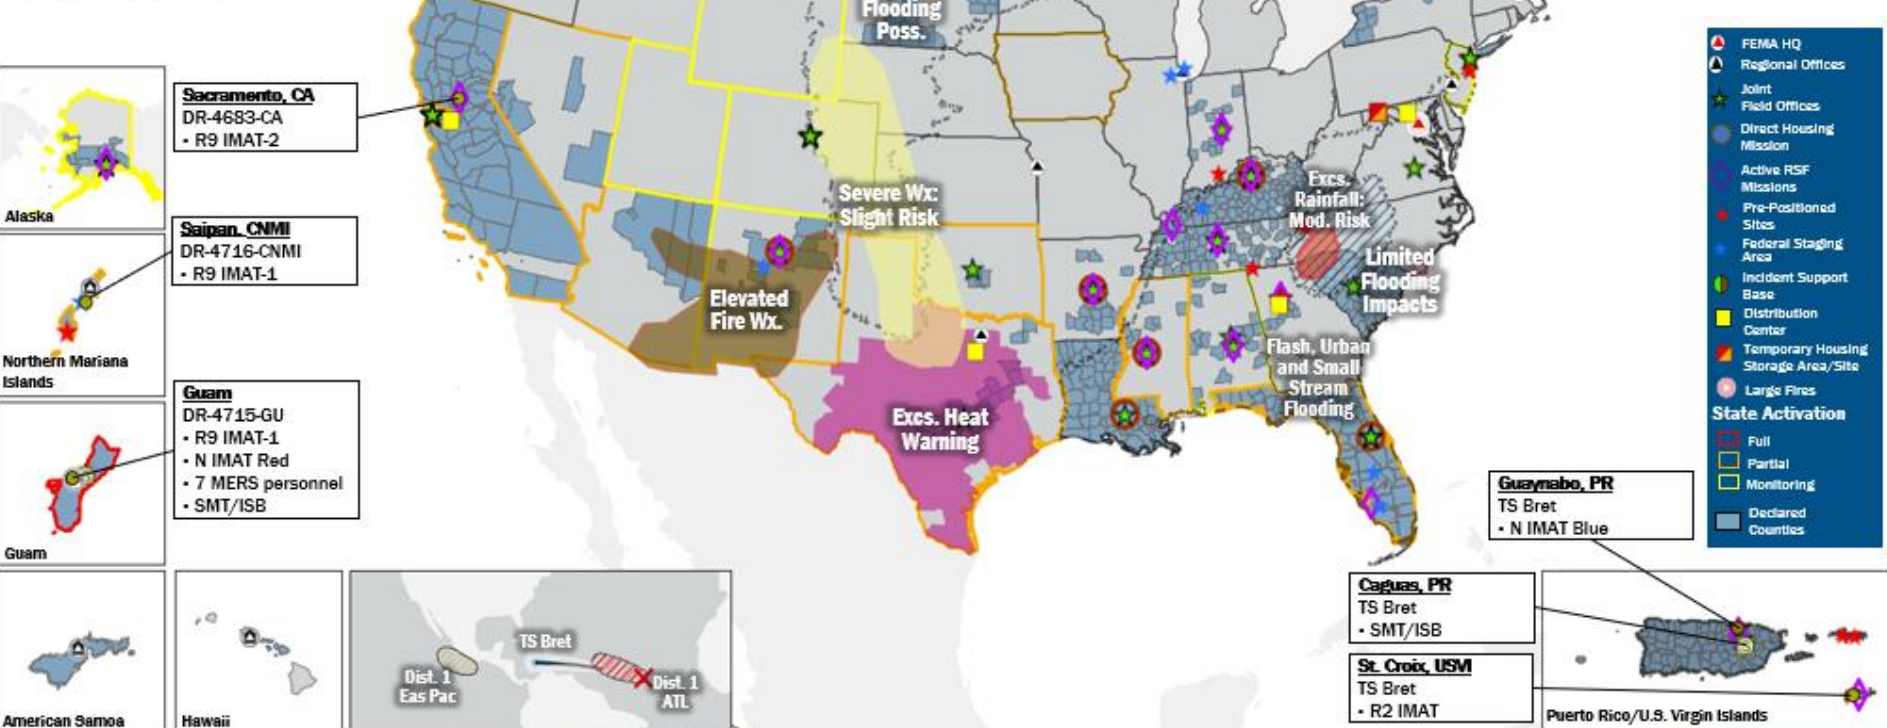 Flooding
Poss.
Sacramento, CA
DR-4683-CA
• R9 IMAT-2
Alaska
Saipan, CNMI
DR-4716-CNMI
• R9 IMAT-1
Northern Mariana
Islands
Guam
DR-4715-GU
• R9 IMAT-1
• N IMAT Red
• 7 MERS personnel
• SMT/ISB
Guam
American Samoa
Hawaii
Severe Wx:
Slight Risk
Elevated
Fire Wx.
Excs. Heat
Warning
Excs.
Rainfall:
Mod. Risk
Limited
Flooding
Impacts
Flash, Urban
and Small
Stream
Flooding
TS Bret
Dist. 1
Eas Pac
Dist. 1
ATL
FEMA HQ
Regional Offices
Joint
Field Offices
Direct Housing
Mission
Active RSF
Missions
Pre-Positioned
Sites
Federal Staging
Area
Incident Support
Base
Distribution
Center
Temporary Housing
Storage Area/Site
Large Fires
State Activation
Full
Partial
Monitoring
Declared
Counties
Guaynabo, PR
TS Bret
• N IMAT Blue
Caguas, PR
TS Bret
• SMT/ISB
St. Croix, USVI
TS Bret
• R2 IMAT
Puerto Rico/U.S. Virgin Islands